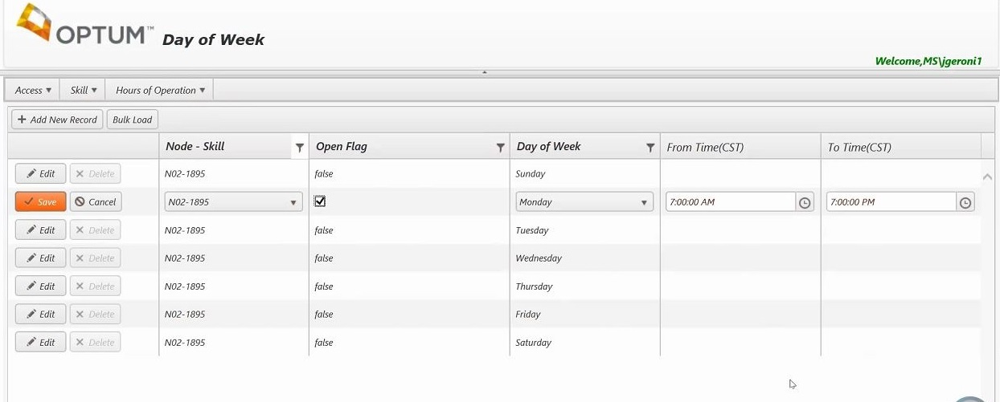 OPTUM™ Day of Week
Welcome,MS\jgeroni1
Access Skill Hours of Operation
+ Add New Record Bulk Load
Node - Skill Open Flag Day of Week From Time(CST) To Time(CST)
Edit Delete N02-1895 false Sunday
Save Cancel N02-1895 Monday 7:00:00 AM 7:00:00 PM
Edit Delete N02-1895 false Tuesday
Edit Delete N02-1895 false Wednesday
Edit Delete N02-1895 false Thursday
Edit Delete N02-1895 false Friday
Edit Delete N02-1895 false Saturday